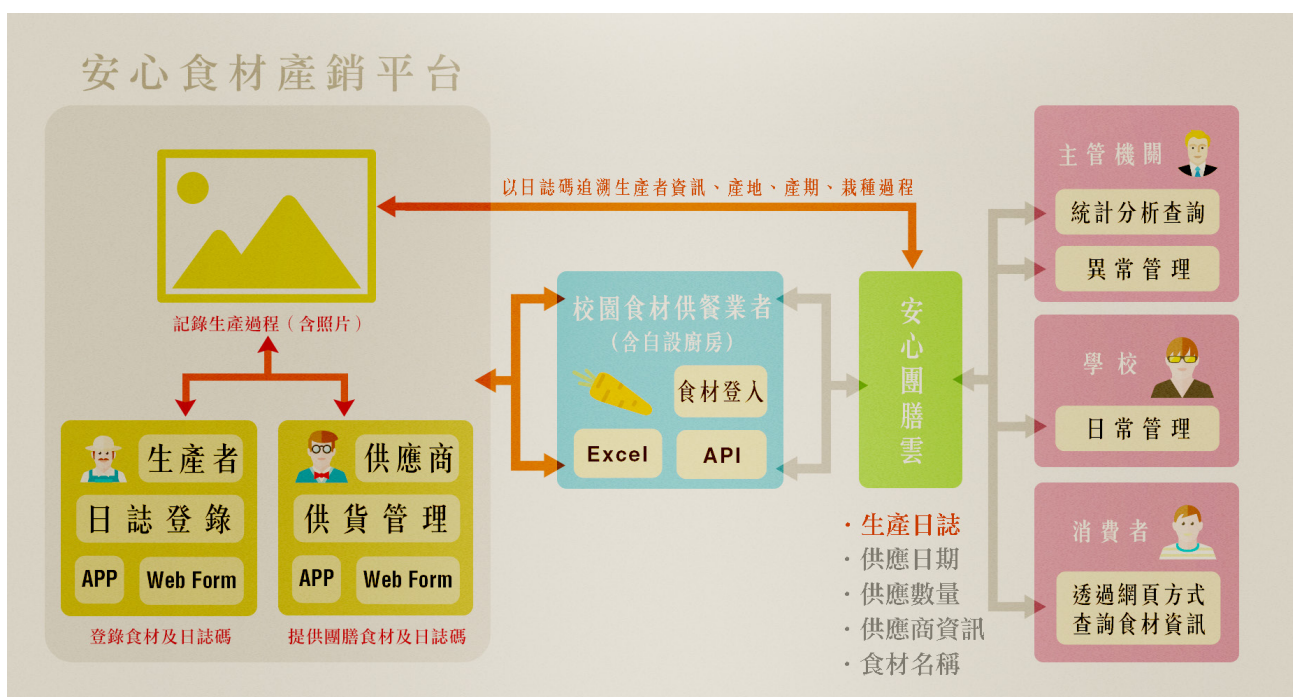 安心食材產銷平台
記錄生產過程（含照片）
生產者
日誌登錄
APP
Web Form
登錄食材及日誌碼
供應商
供貨管理
APP
Web Form
提供團膳食材及日誌碼
以日誌碼追溯生產者資訊、產地、產期、栽種過程
校園食材供餐業者
(含自設廚房)
食材登入
Excel
API
安心團膳雲
・生產日誌
・供應日期
・供應數量
・供應商資訊
・食材名稱
主管機關
統計分析查詢
異常管理
學校
日常管理
消費者
透過網頁方式
查詢食材資訊